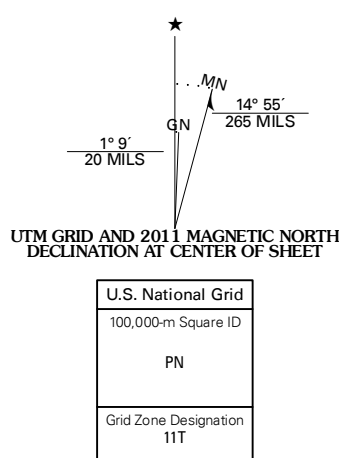 ★
MN
GN
14° 55´
265 MILS
1° 9´
20 MILS
UTM GRID AND 2011 MAGNETIC NORTH
DECLINATION AT CENTER OF SHEET
U.S. National Grid
100,000-m Square ID
PN
Grid Zone Designation
11T